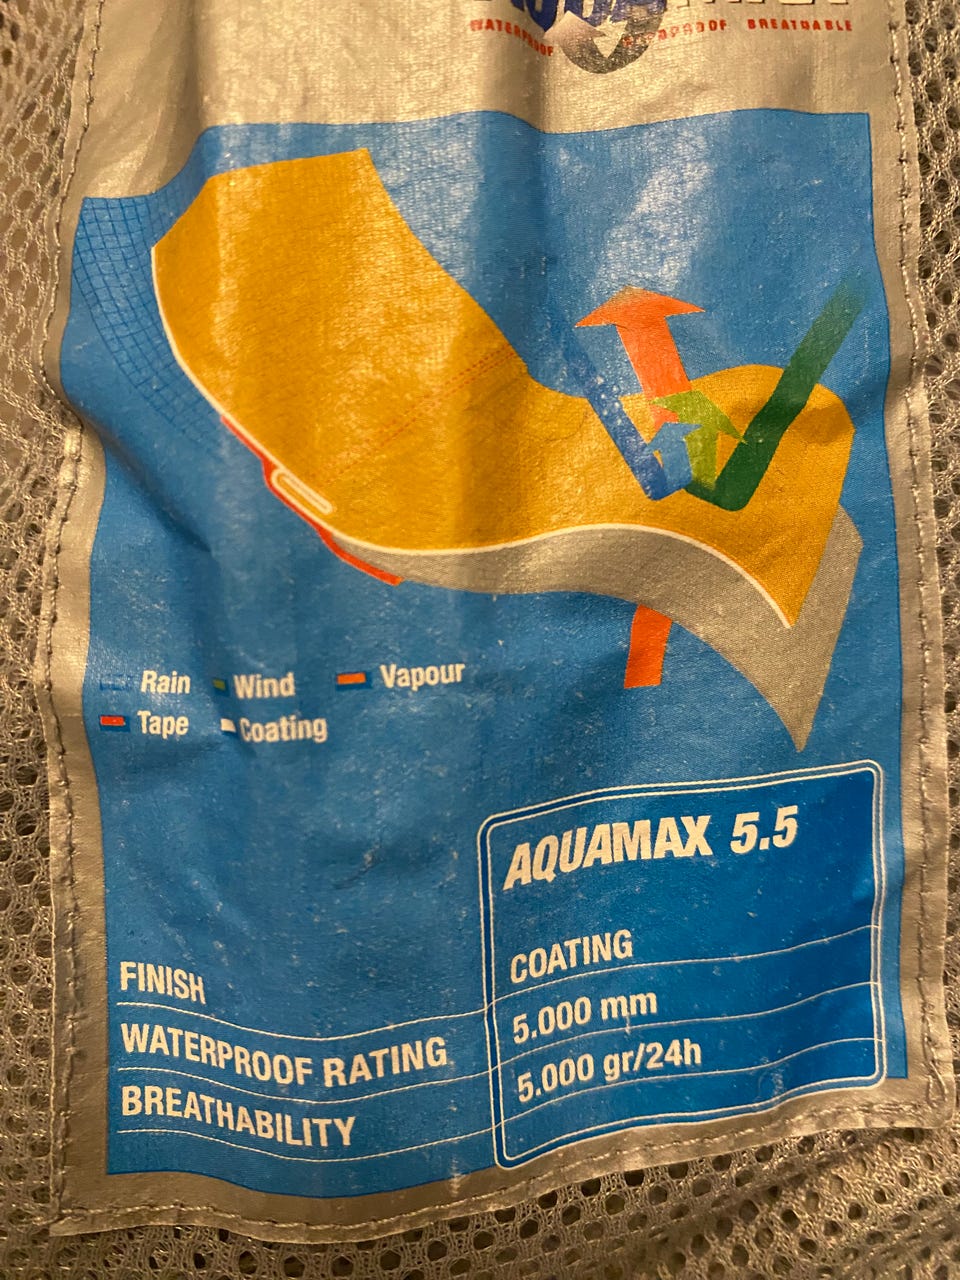 WATERPROOF WINDPROOF BREATHABLE
Rain Wind Vapour
Tape Coating
AQUAMAX 5.5
FINISH COATING
WATERPROOF RATING 5.000 mm
BREATHABILITY 5.000 gr/24h